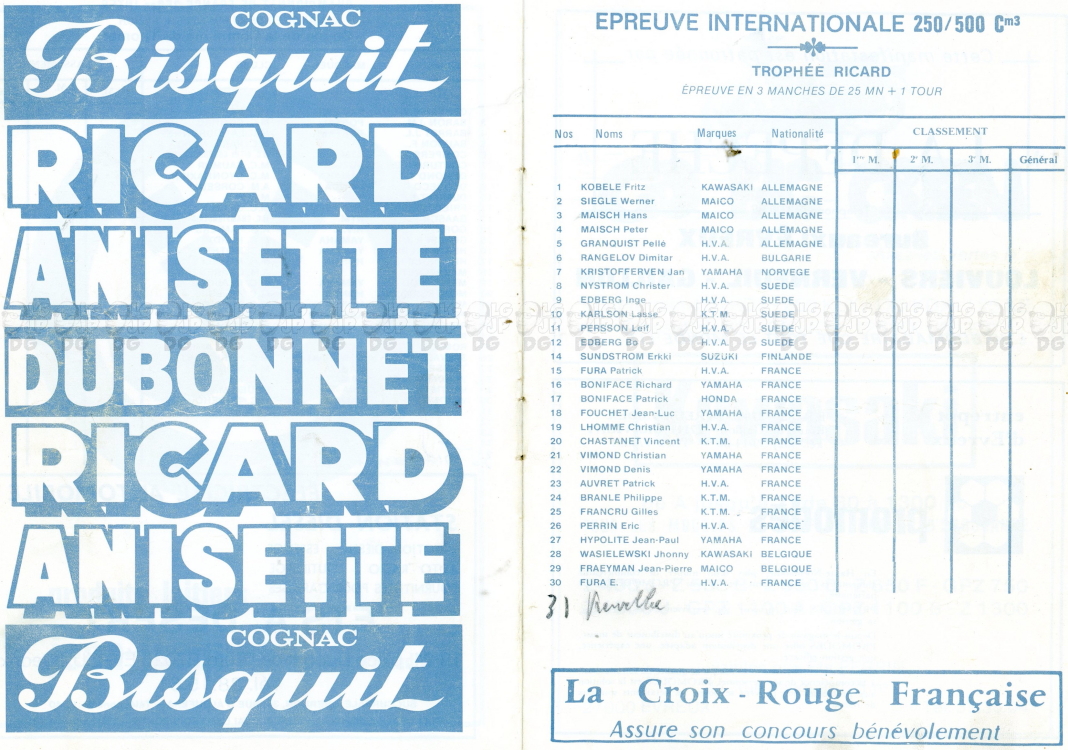 COGNAC
Bisquit
RICARD
ANISETTE
DUBONNET
RICARD
ANISETTE
COGNAC
Bisquit
EPREUVE INTERNATIONALE 250/500 Cm3
TROPHÉE RICARD
ÉPREUVE EN 3 MANCHES DE 25 MN + 1 TOUR
Nos Noms Marques Nationalité CLASSEMENT
1re M. 2e M. 3e M. Général
1 KOBELE Fritz KAWASAKI ALLEMAGNE
2 SIEGLE Werner MAICO ALLEMAGNE
3 MAISCH Hans MAICO ALLEMAGNE
4 MAISCH Peter MAICO ALLEMAGNE
5 GRANQUIST Pellé H.V.A. ALLEMAGNE
6 RANGELOV Dimitar H.V.A. BULGARIE
7 KRISTOFFERVEN Jan YAMAHA NORVEGE
8 NYSTROM Christer H.V.A. SUEDE
9 EDBERG Inge H.V.A. SUEDE
10 KARLSON Lasse K.T.M. SUEDE
11 PERSSON Leif H.V.A. SUEDE
12 EDBERG Bo H.V.A. SUEDE
14 SUNDSTROM Erkki SUZUKI FINLANDE
15 FURA Patrick H.V.A. FRANCE
16 BONIFACE Richard YAMAHA FRANCE
17 BONIFACE Patrick HONDA FRANCE
18 FOUCHET Jean-Luc YAMAHA FRANCE
19 LHOMME Christian H.V.A. FRANCE
20 CHASTANET Vincent K.T.M. FRANCE
21 VIMOND Christian YAMAHA FRANCE
22 VIMOND Denis YAMAHA FRANCE
23 AUVRET Patrick H.V.A. FRANCE
24 BRANLE Philippe K.T.M. FRANCE
25 FRANCRU Gilles K.T.M. FRANCE
26 PERRIN Eric H.V.A. FRANCE
27 HYPOLITE Jean-Paul YAMAHA FRANCE
28 WASIELEWSKI Jhonny KAWASAKI BELGIQUE
29 FRAEYMAN Jean-Pierre MAICO BELGIQUE
30 FURA E. H.V.A. FRANCE
31
La Croix-Rouge Française
Assure son concours bénévolement